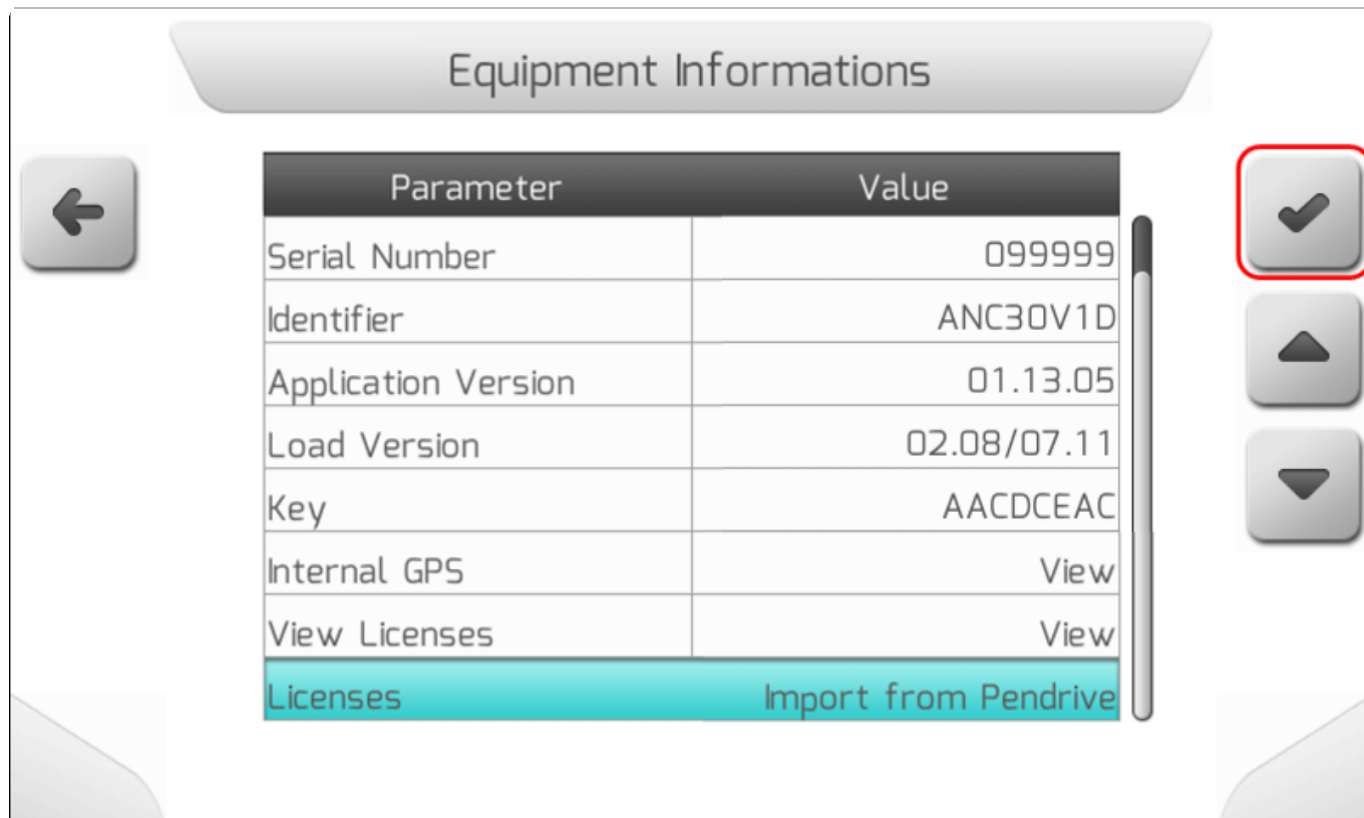 Equipment Informations
Parameter Value
Serial Number 099999
Identifier ANC30V1D
Application Version 01.13.05
Load Version 02.08/07.11
Key AACDCEAC
Internal GPS View
View Licenses View
Licenses Import from Pendrive